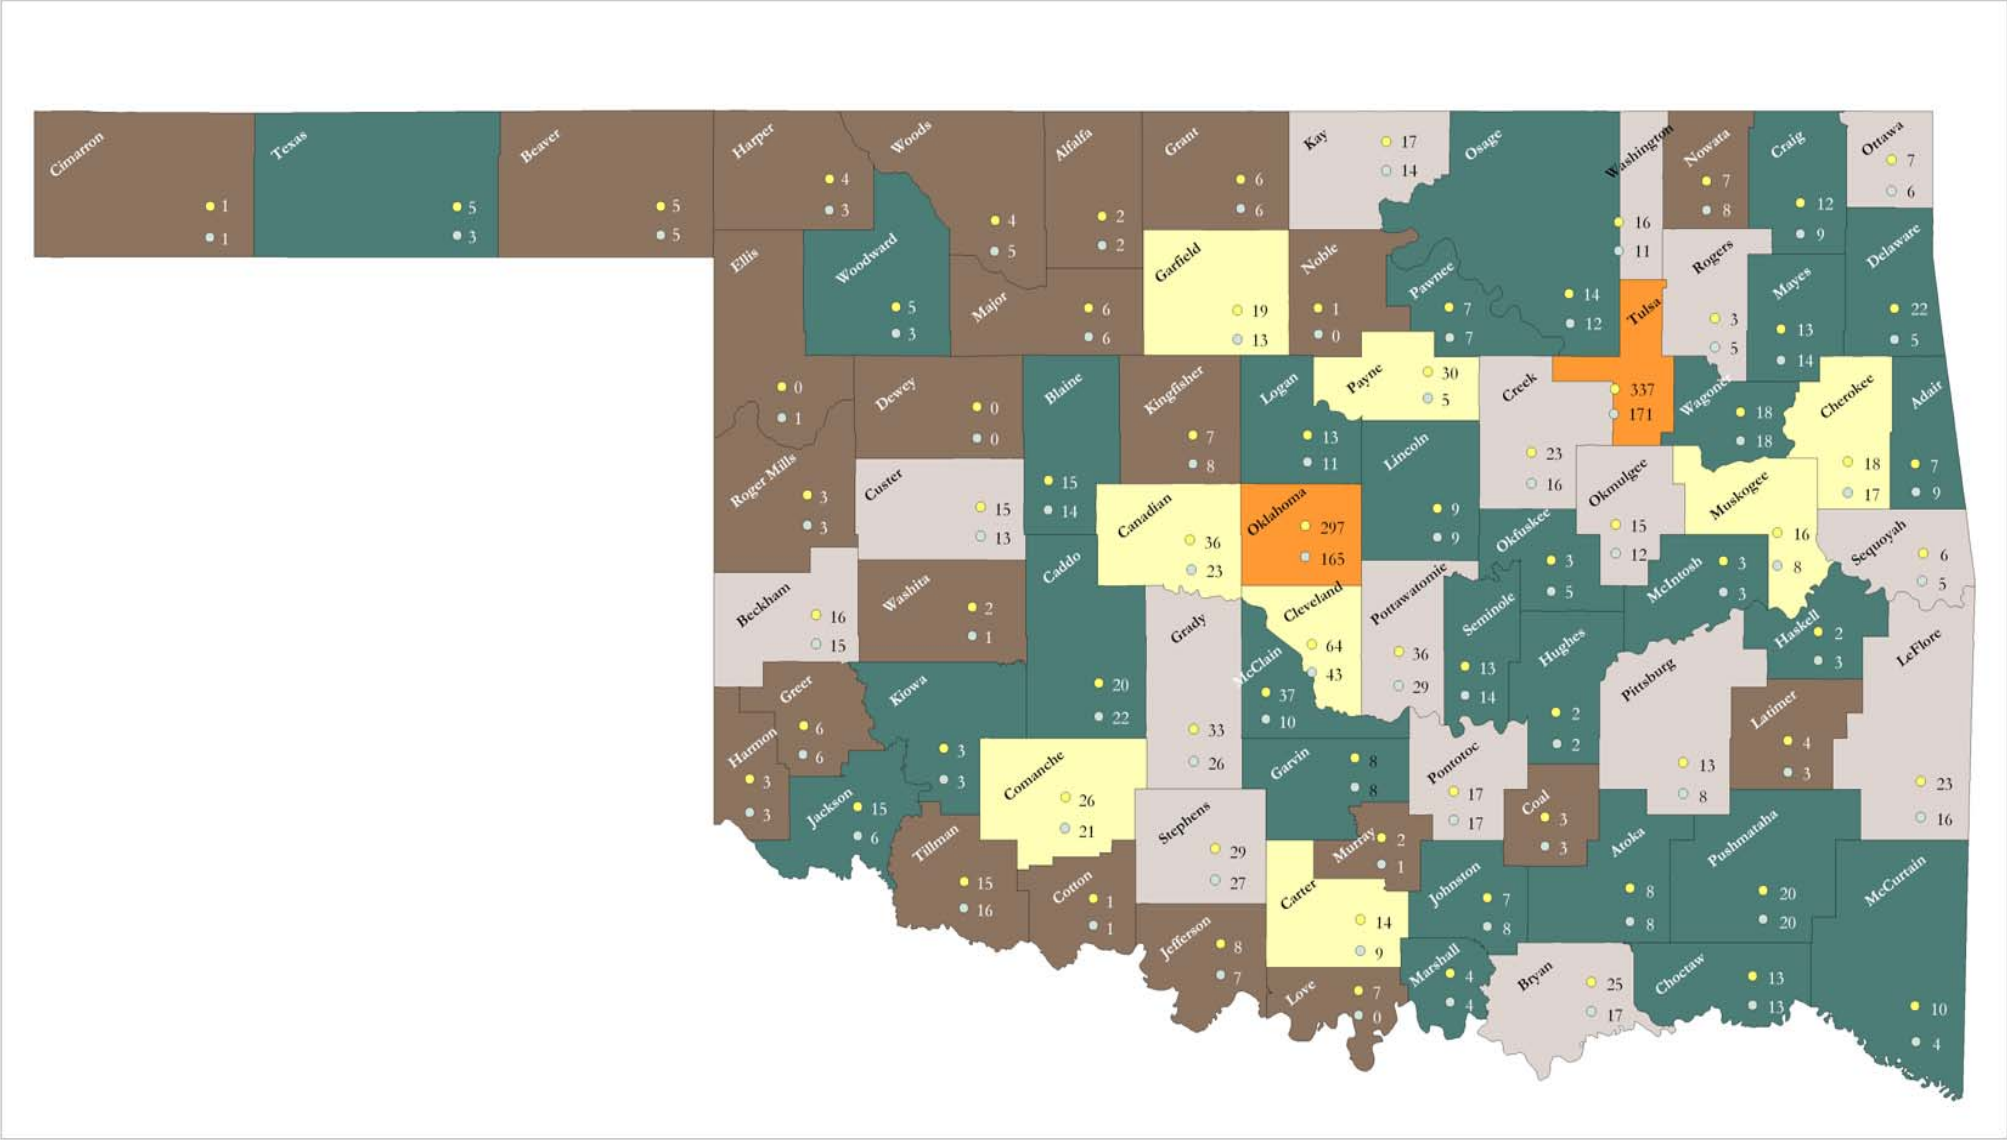 Cimarron
1
1
Texas
5
3
Beaver
5
5
Harper
4
3
Woods
4
5
Alfalfa
2
2
Grant
6
6
Kay
17
14
Osage
14
12
Washington
16
11
Nowata
7
8
Craig
12
9
Ottawa
7
6
Ellis
0
1
Woodward
5
3
Major
6
6
Garfield
19
13
Noble
1
0
Pawnee
7
7
Tulsa
337
171
Rogers
3
5
Mayes
13
14
Delaware
22
5
Roger Mills
3
3
Dewey
0
0
Blaine
15
14
Kingfisher
7
8
Logan
13
11
Payne
30
5
Creek
23
16
Wagoner
18
18
Cherokee
18
17
Adair
7
9
Custer
15
13
Canadian
36
23
Oklahoma
297
165
Lincoln
9
9
Okfuskee
3
5
Okmulgee
15
12
Muskogee
16
8
Sequoyah
6
5
Beckham
16
15
Washita
2
1
Caddo
20
22
Grady
33
26
McClain
37
10
Cleveland
64
43
Pottawatomie
36
29
Seminole
13
14
Hughes
2
2
McIntosh
3
3
Haskell
2
3
Pittsburg
13
8
Latimer
4
3
LeFlore
23
16
Harmon
3
3
Greer
6
6
Kiowa
3
3
Jackson
15
6
Comanche
26
21
Tillman
15
16
Cotton
1
1
Stephens
29
27
Garvin
8
8
Pontotoc
17
17
Coal
3
3
Murray
2
1
Carter
14
9
Johnston
7
8
Atoka
8
8
Pushmataha
20
20
McCurtain
10
4
Jefferson
8
7
Love
7
0
Marshall
4
4
Bryan
25
17
Choctaw
13
13